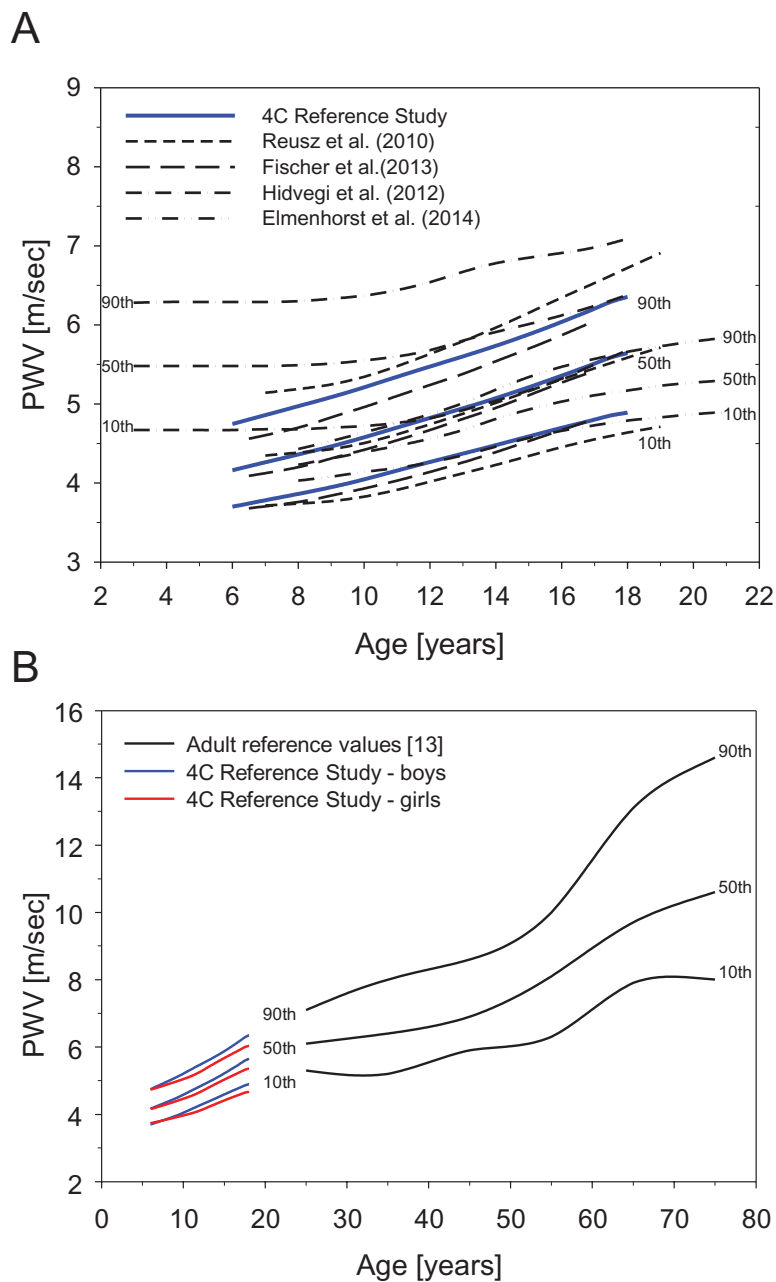 A
9
8
7
6
5
4
3
PWV [m/sec]
4C Reference Study
Reusz et al. (2010)
Fischer et al.(2013)
Hidvegi et al. (2012)
Elmenhorst et al. (2014)
90th
50th
10th
90th
50th
10th
90th
50th
10th
2 4 6 8 10 12 14 16 18 20 22
Age [years]
B
16
14
12
10
8
6
4
2
PWV [m/sec]
Adult reference values [13]
4C Reference Study - boys
4C Reference Study - girls
90th
50th
10th
90th
50th
10th
0 10 20 30 40 50 60 70 80
Age [years]